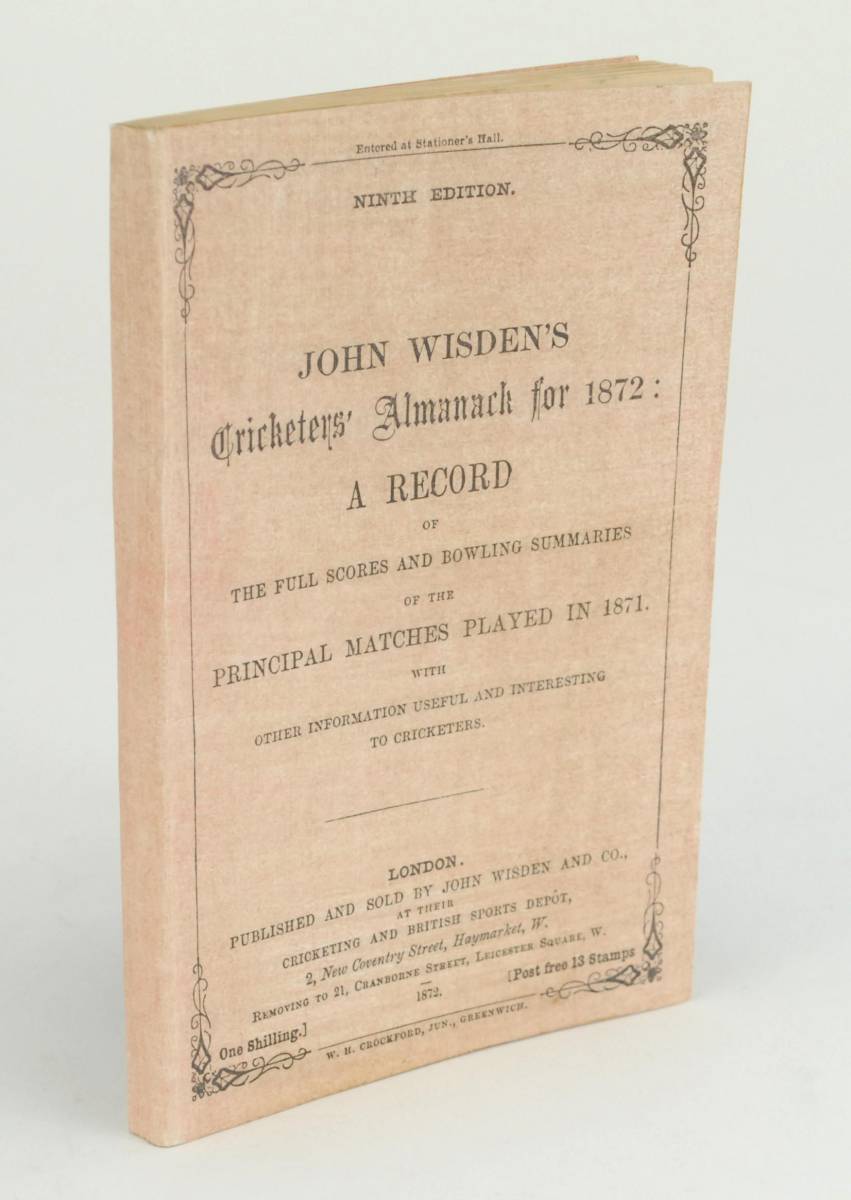 Entered at Stationer's Hall.
NINTH EDITION.
JOHN WISDEN'S
Cricketers' Almanack for 1872:
A RECORD
OF
THE FULL SCORES AND BOWLING SUMMARIES
OF THE
PRINCIPAL MATCHES PLAYED IN 1871.
WITH
OTHER INFORMATION USEFUL AND INTERESTING
TO CRICKETERS.
LONDON.
PUBLISHED AND SOLD BY JOHN WISDEN AND CO.,
AT THEIR
CRICKETING AND BRITISH SPORTS DEPÔT,
2, New Coventry Street, Haymarket, W.
REMOVING TO 21, CRANBORNE STREET, LEICESTER SQUARE, W.
1872.
One Shilling.]
[Post free 13 Stamps
W. H. CROCKFORD, JUN., GREENWICH.